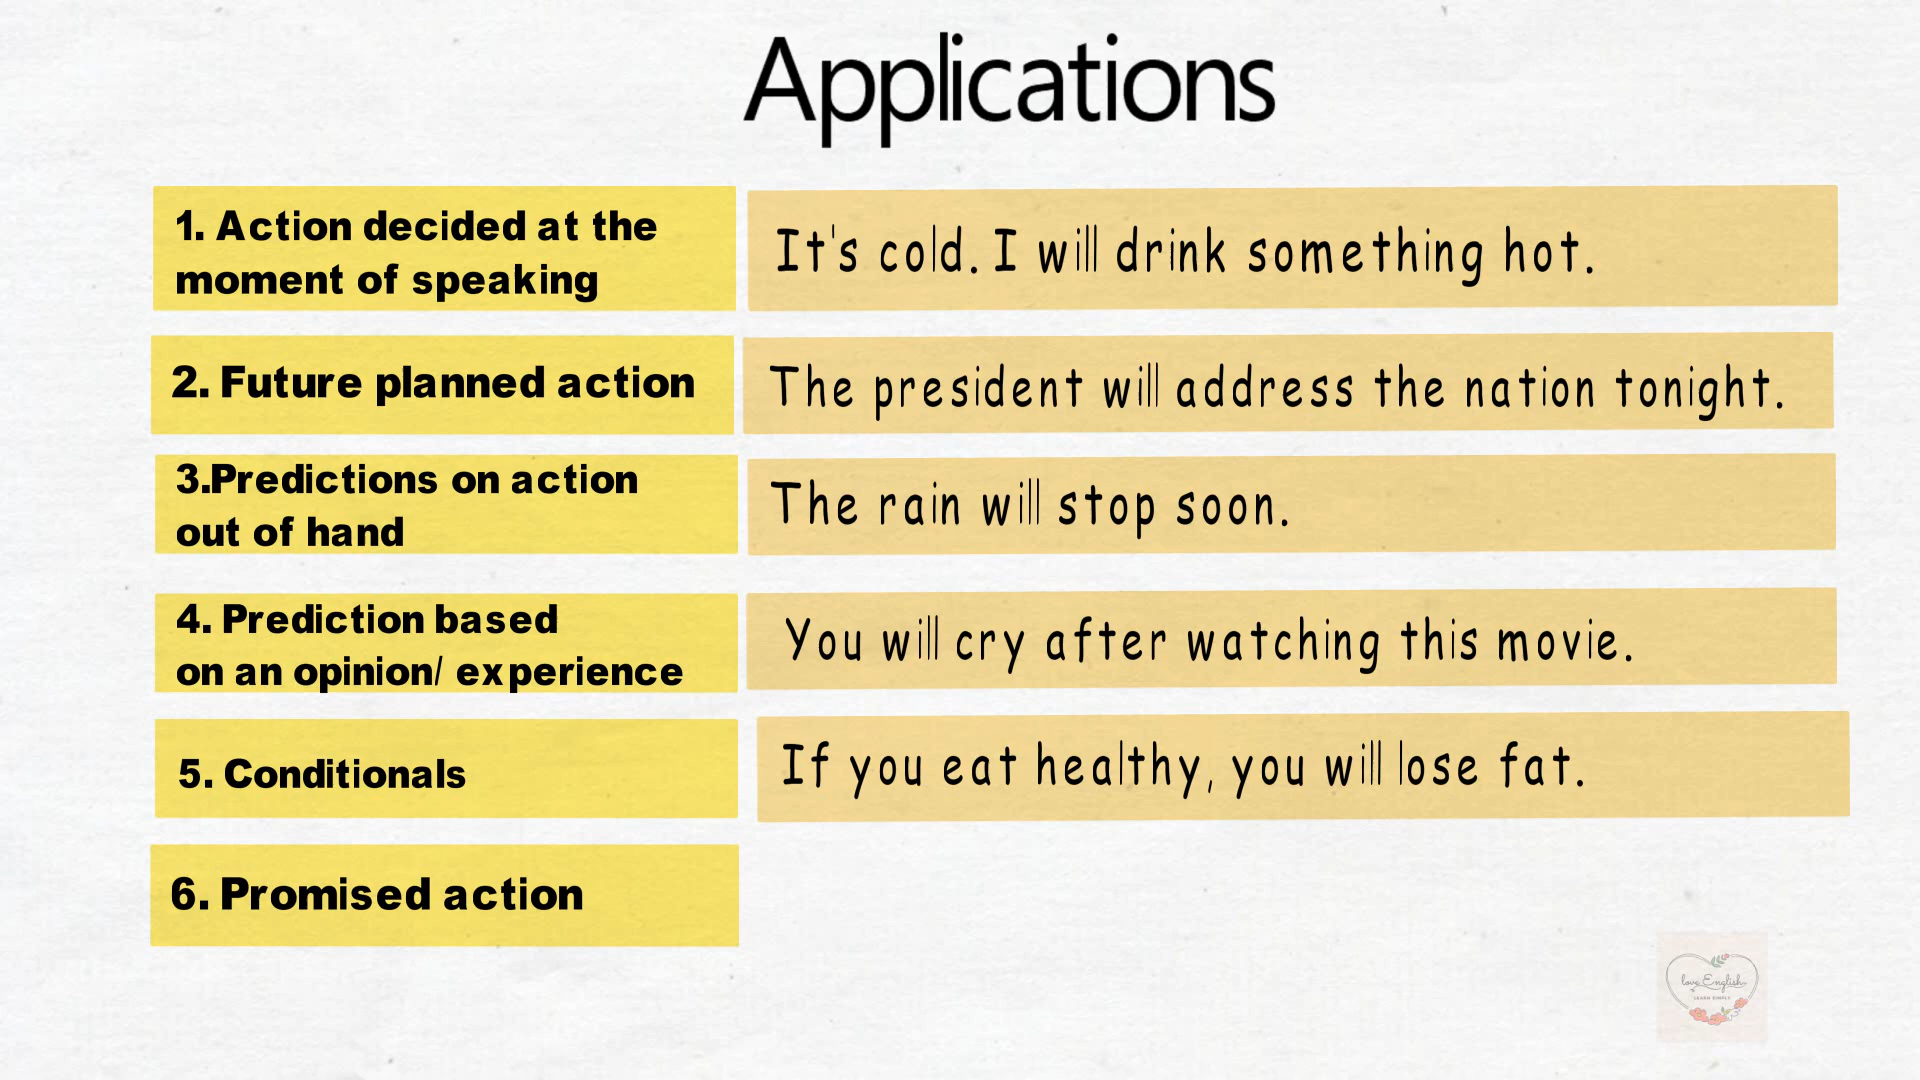 Applications
1. Action decided at the
moment of speaking
It's cold. I will drink something hot.
2. Future planned action
The president will address the nation tonight.
3.Predictions on action
out of hand
The rain will stop soon.
4. Prediction based
on an opinion/ experience
You will cry after watching this movie.
5. Conditionals
If you eat healthy, you will lose fat.
6. Promised action
love English
LEARN SIMPLY